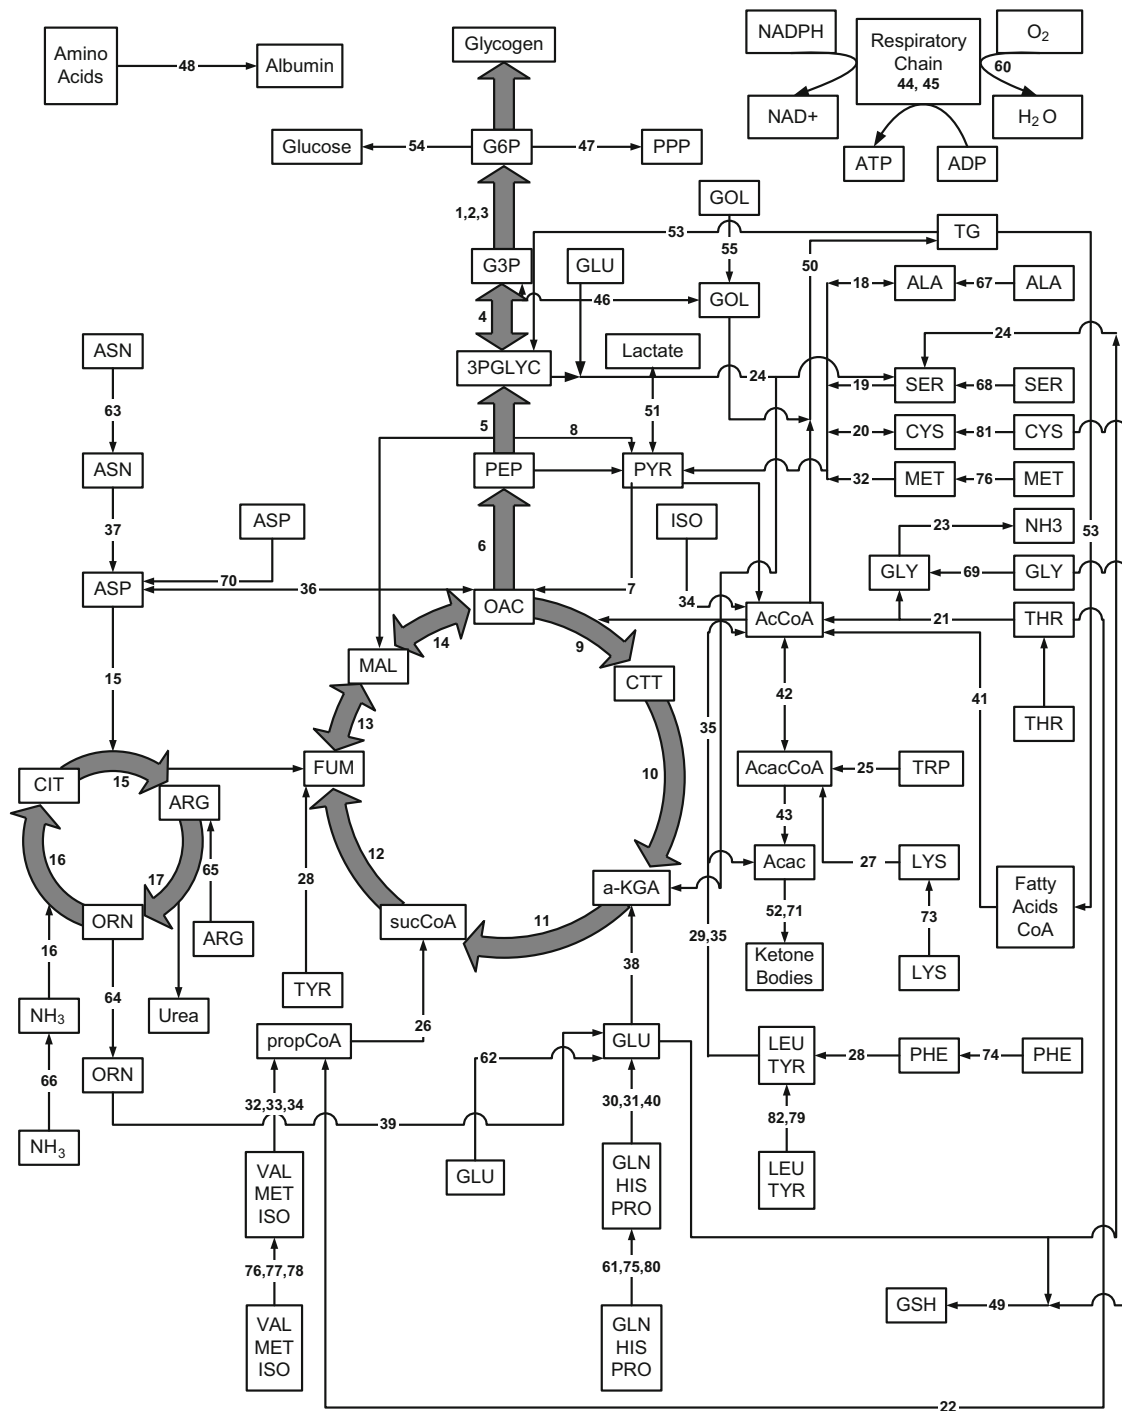 Glycogen
NADPH
Respiratory
Chain
44, 45
O2
60
Amino
Acids
48
Albumin
NAD+
H2O
Glucose
54
G6P
47
PPP
ATP
ADP
1,2,3
GOL
53
TG
55
50
G3P
GLU
46
GOL
18
ALA
67
ALA
4
24
ASN
Lactate
3PGLYC
24
SER
68
SER
19
63
51
5
8
20
CYS
81
CYS
ASN
PEP
PYR
32
MET
76
MET
ASP
ISO
23
NH3
53
37
6
GLY
69
GLY
ASP
70
36
7
34
OAC
AcCoA
21
THR
14
9
MAL
CTT
15
42
35
41
13
THR
CIT
15
FUM
10
AcacCoA
25
TRP
ARG
43
16
17
65
12
Acac
27
LYS
28
a-KGA
Fatty
Acids
CoA
ORN
sucCoA
11
52,71
73
ARG
29,35
16
38
Ketone
Bodies
LYS
64
TYR
NH3
Urea
26
propCoA
GLU
LEU
TYR
28
PHE
74
PHE
62
66
ORN
32,33,34
30,31,40
39
82,79
NH3
VAL
MET
ISO
GLU
GLN
HIS
PRO
LEU
TYR
76,77,78
61,75,80
GSH
49
VAL
MET
ISO
GLN
HIS
PRO
22